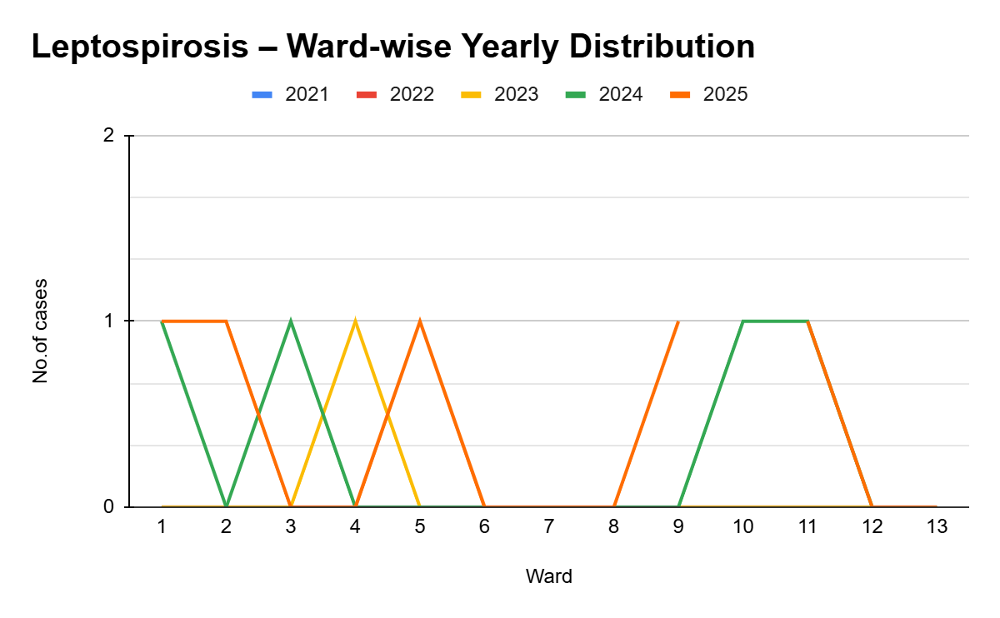 Leptospirosis – Ward-wise Yearly Distribution
2021 2022 2023 2024 2025
2
1
0
No.of cases
1 2 3 4 5 6 7 8 9 10 11 12 13
Ward